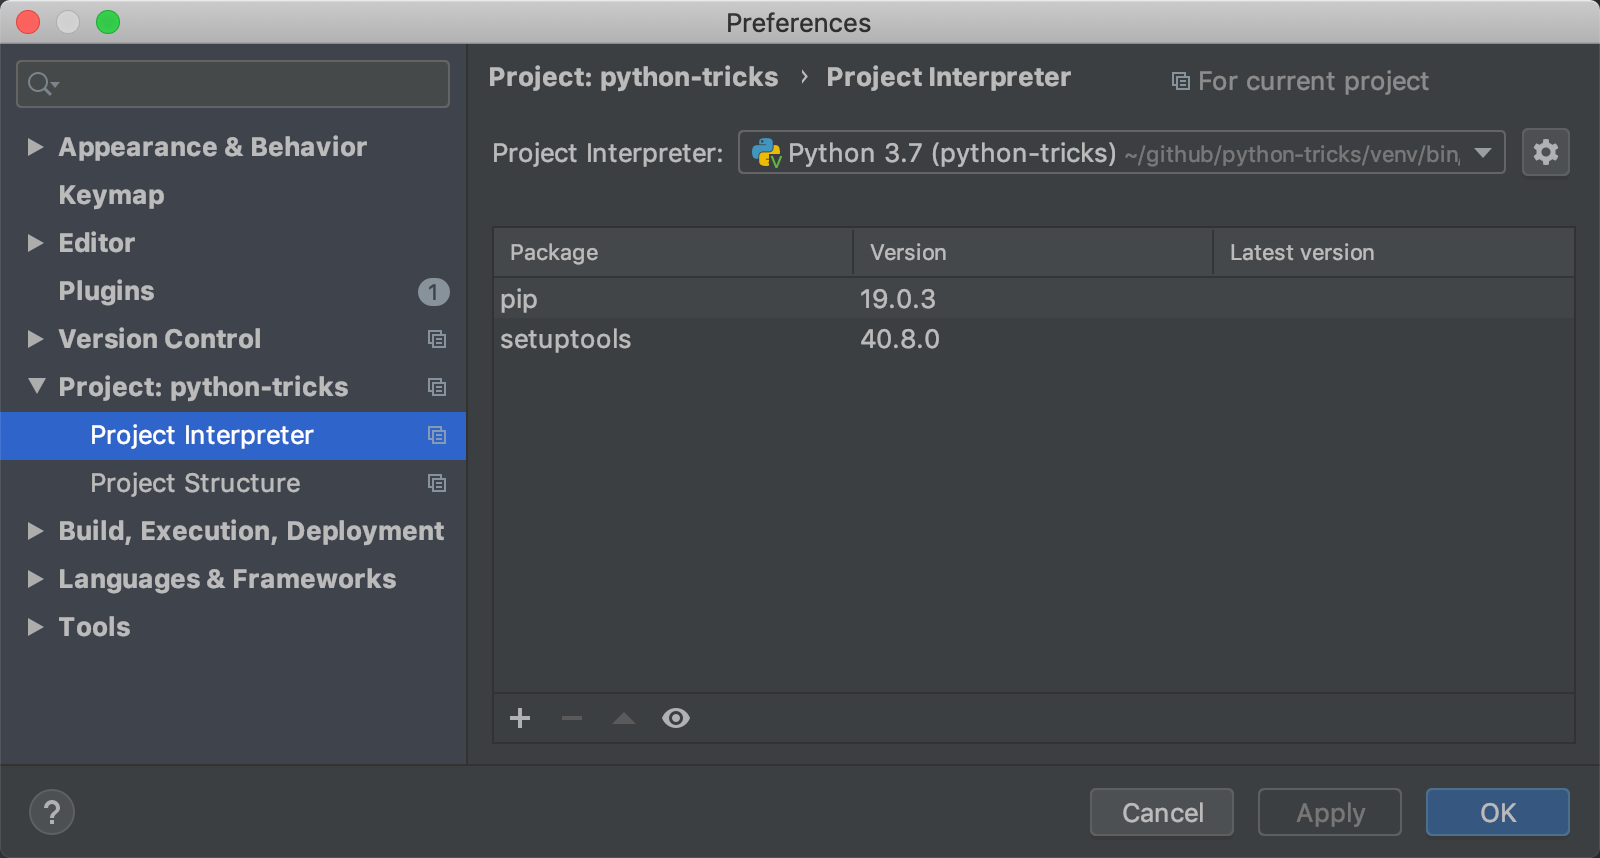 Preferences
Appearance & Behavior
Keymap
Editor
Plugins 1
Version Control
Project: python-tricks
Project Interpreter
Project Structure
Build, Execution, Deployment
Languages & Frameworks
Tools
Project: python-tricks › Project Interpreter For current project
Project Interpreter: Python 3.7 (python-tricks) ~/github/python-tricks/venv/bin/
Package Version Latest version
pip 19.0.3
setuptools 40.8.0
?
Cancel Apply OK